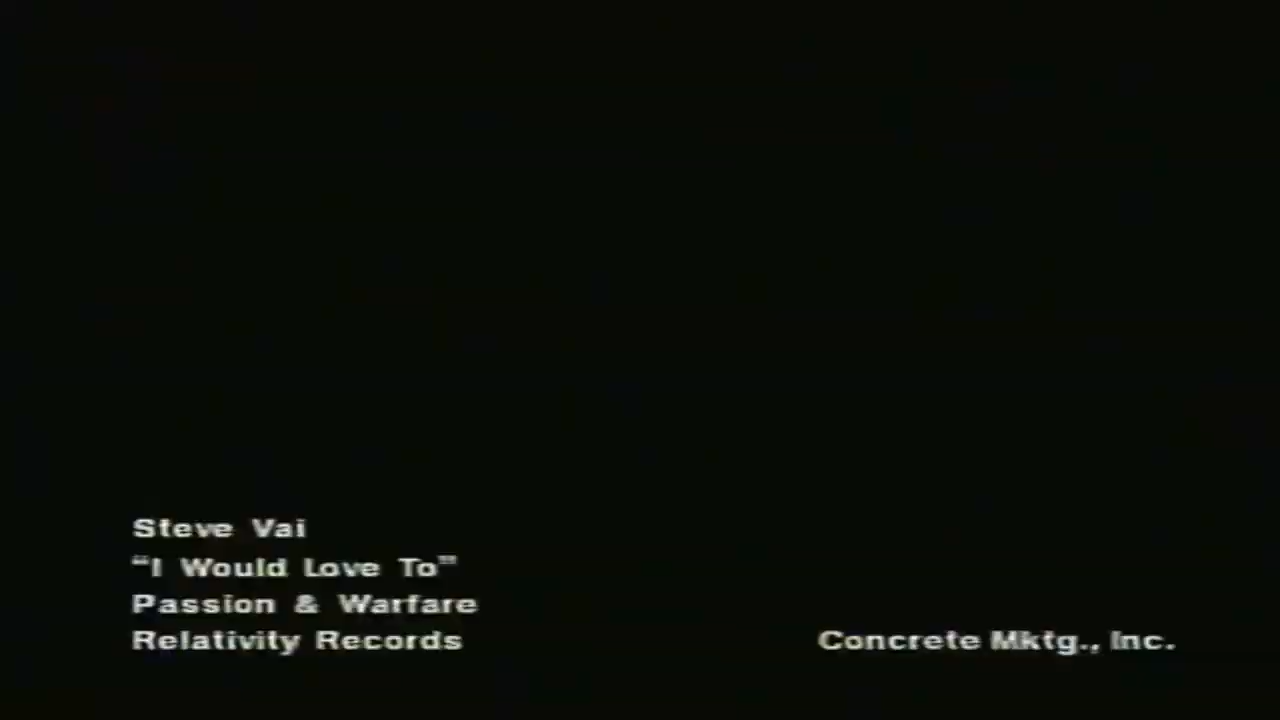 Steve Vai
“I Would Love To”
Passion & Warfare
Relativity Records
Concrete Mktg., Inc.